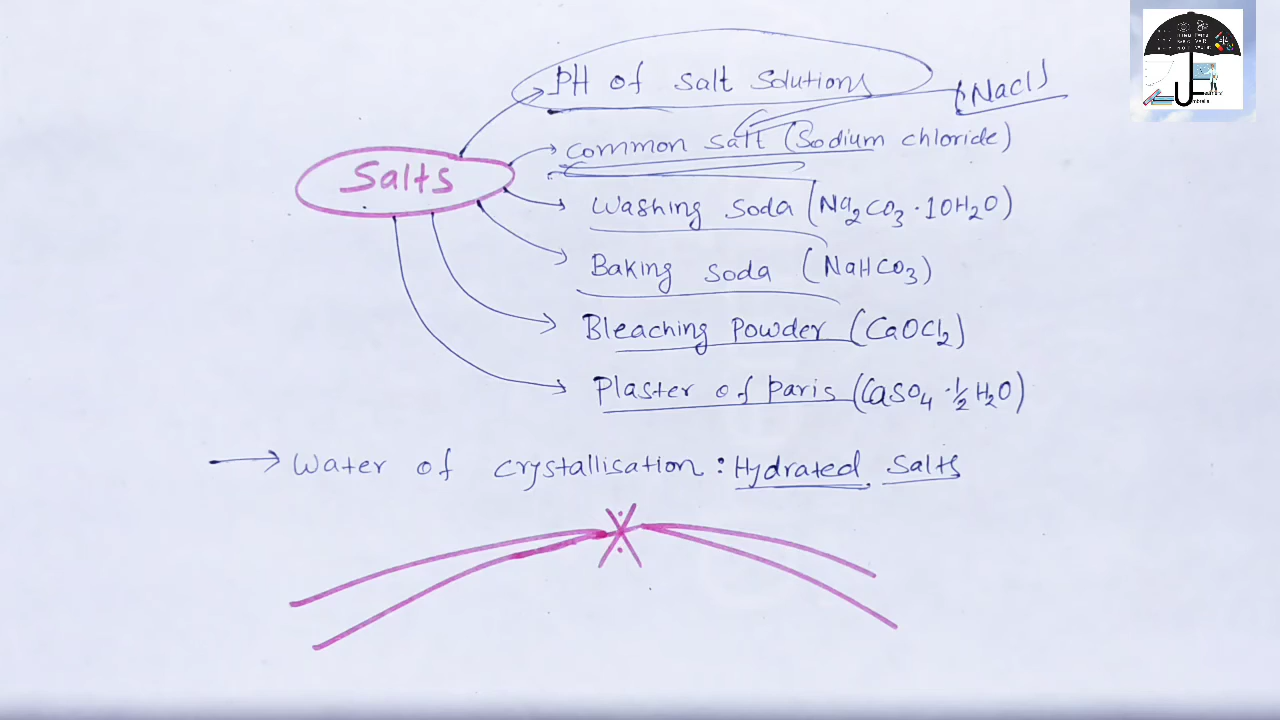 PH of salt solutions
(NaCl)
Common salt (Sodium chloride)
Salts
Washing soda (Na₂CO₃·10H₂O)
Baking soda (NaHCO₃)
Bleaching powder (CaOCl₂)
Plaster of paris (CaSO₄·½H₂O)
Water of crystallisation : Hydrated salts